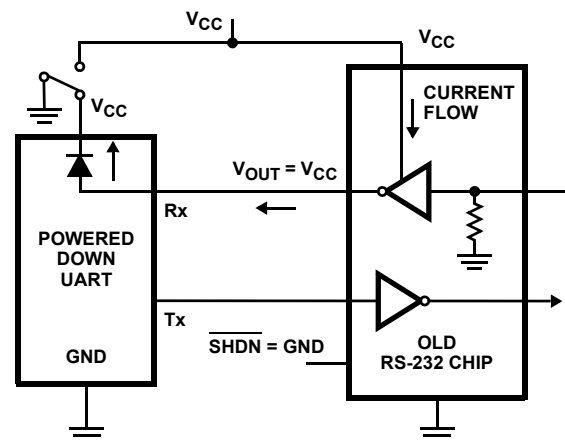 VCC
VCC
VCC
CURRENT
FLOW
VOUT = VCC
Rx
POWERED
DOWN
UART
Tx
GND
SHDN = GND
OLD
RS-232 CHIP